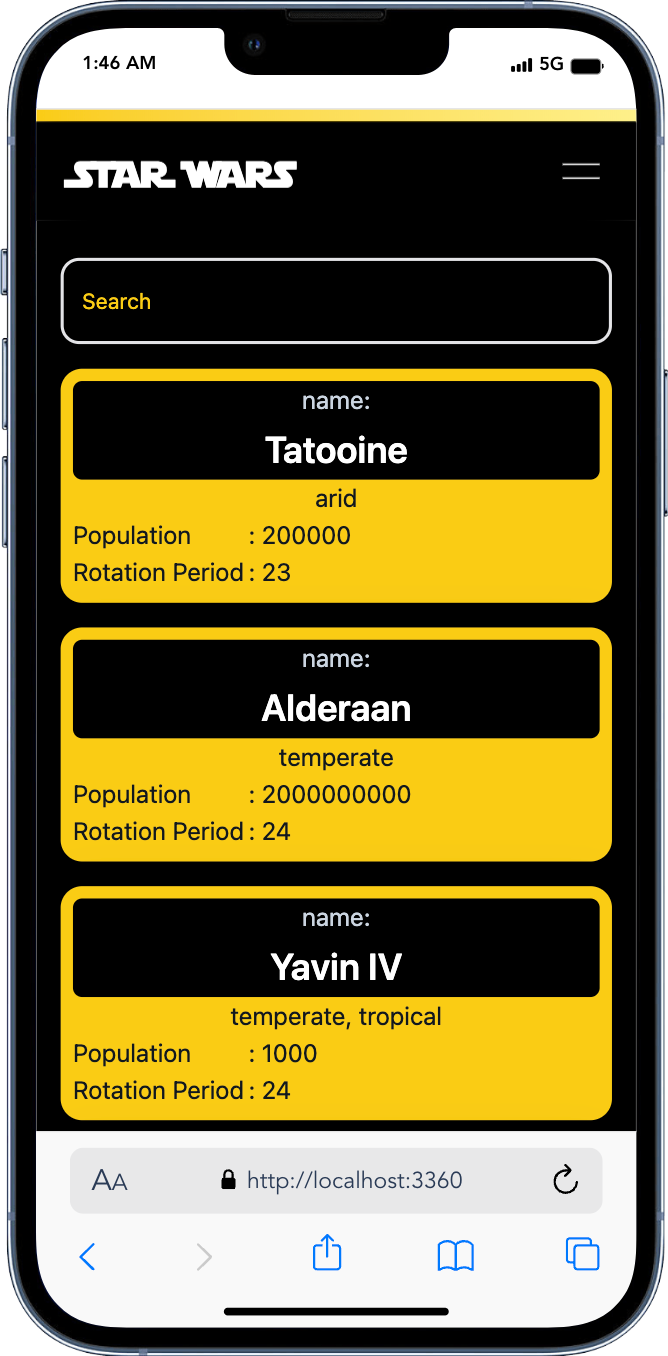 1:46 AM 5G
STAR WARS
Search
name:
Tatooine
arid
Population : 200000
Rotation Period : 23
name:
Alderaan
temperate
Population : 2000000000
Rotation Period : 24
name:
Yavin IV
temperate, tropical
Population : 1000
Rotation Period : 24
AA http://localhost:3360